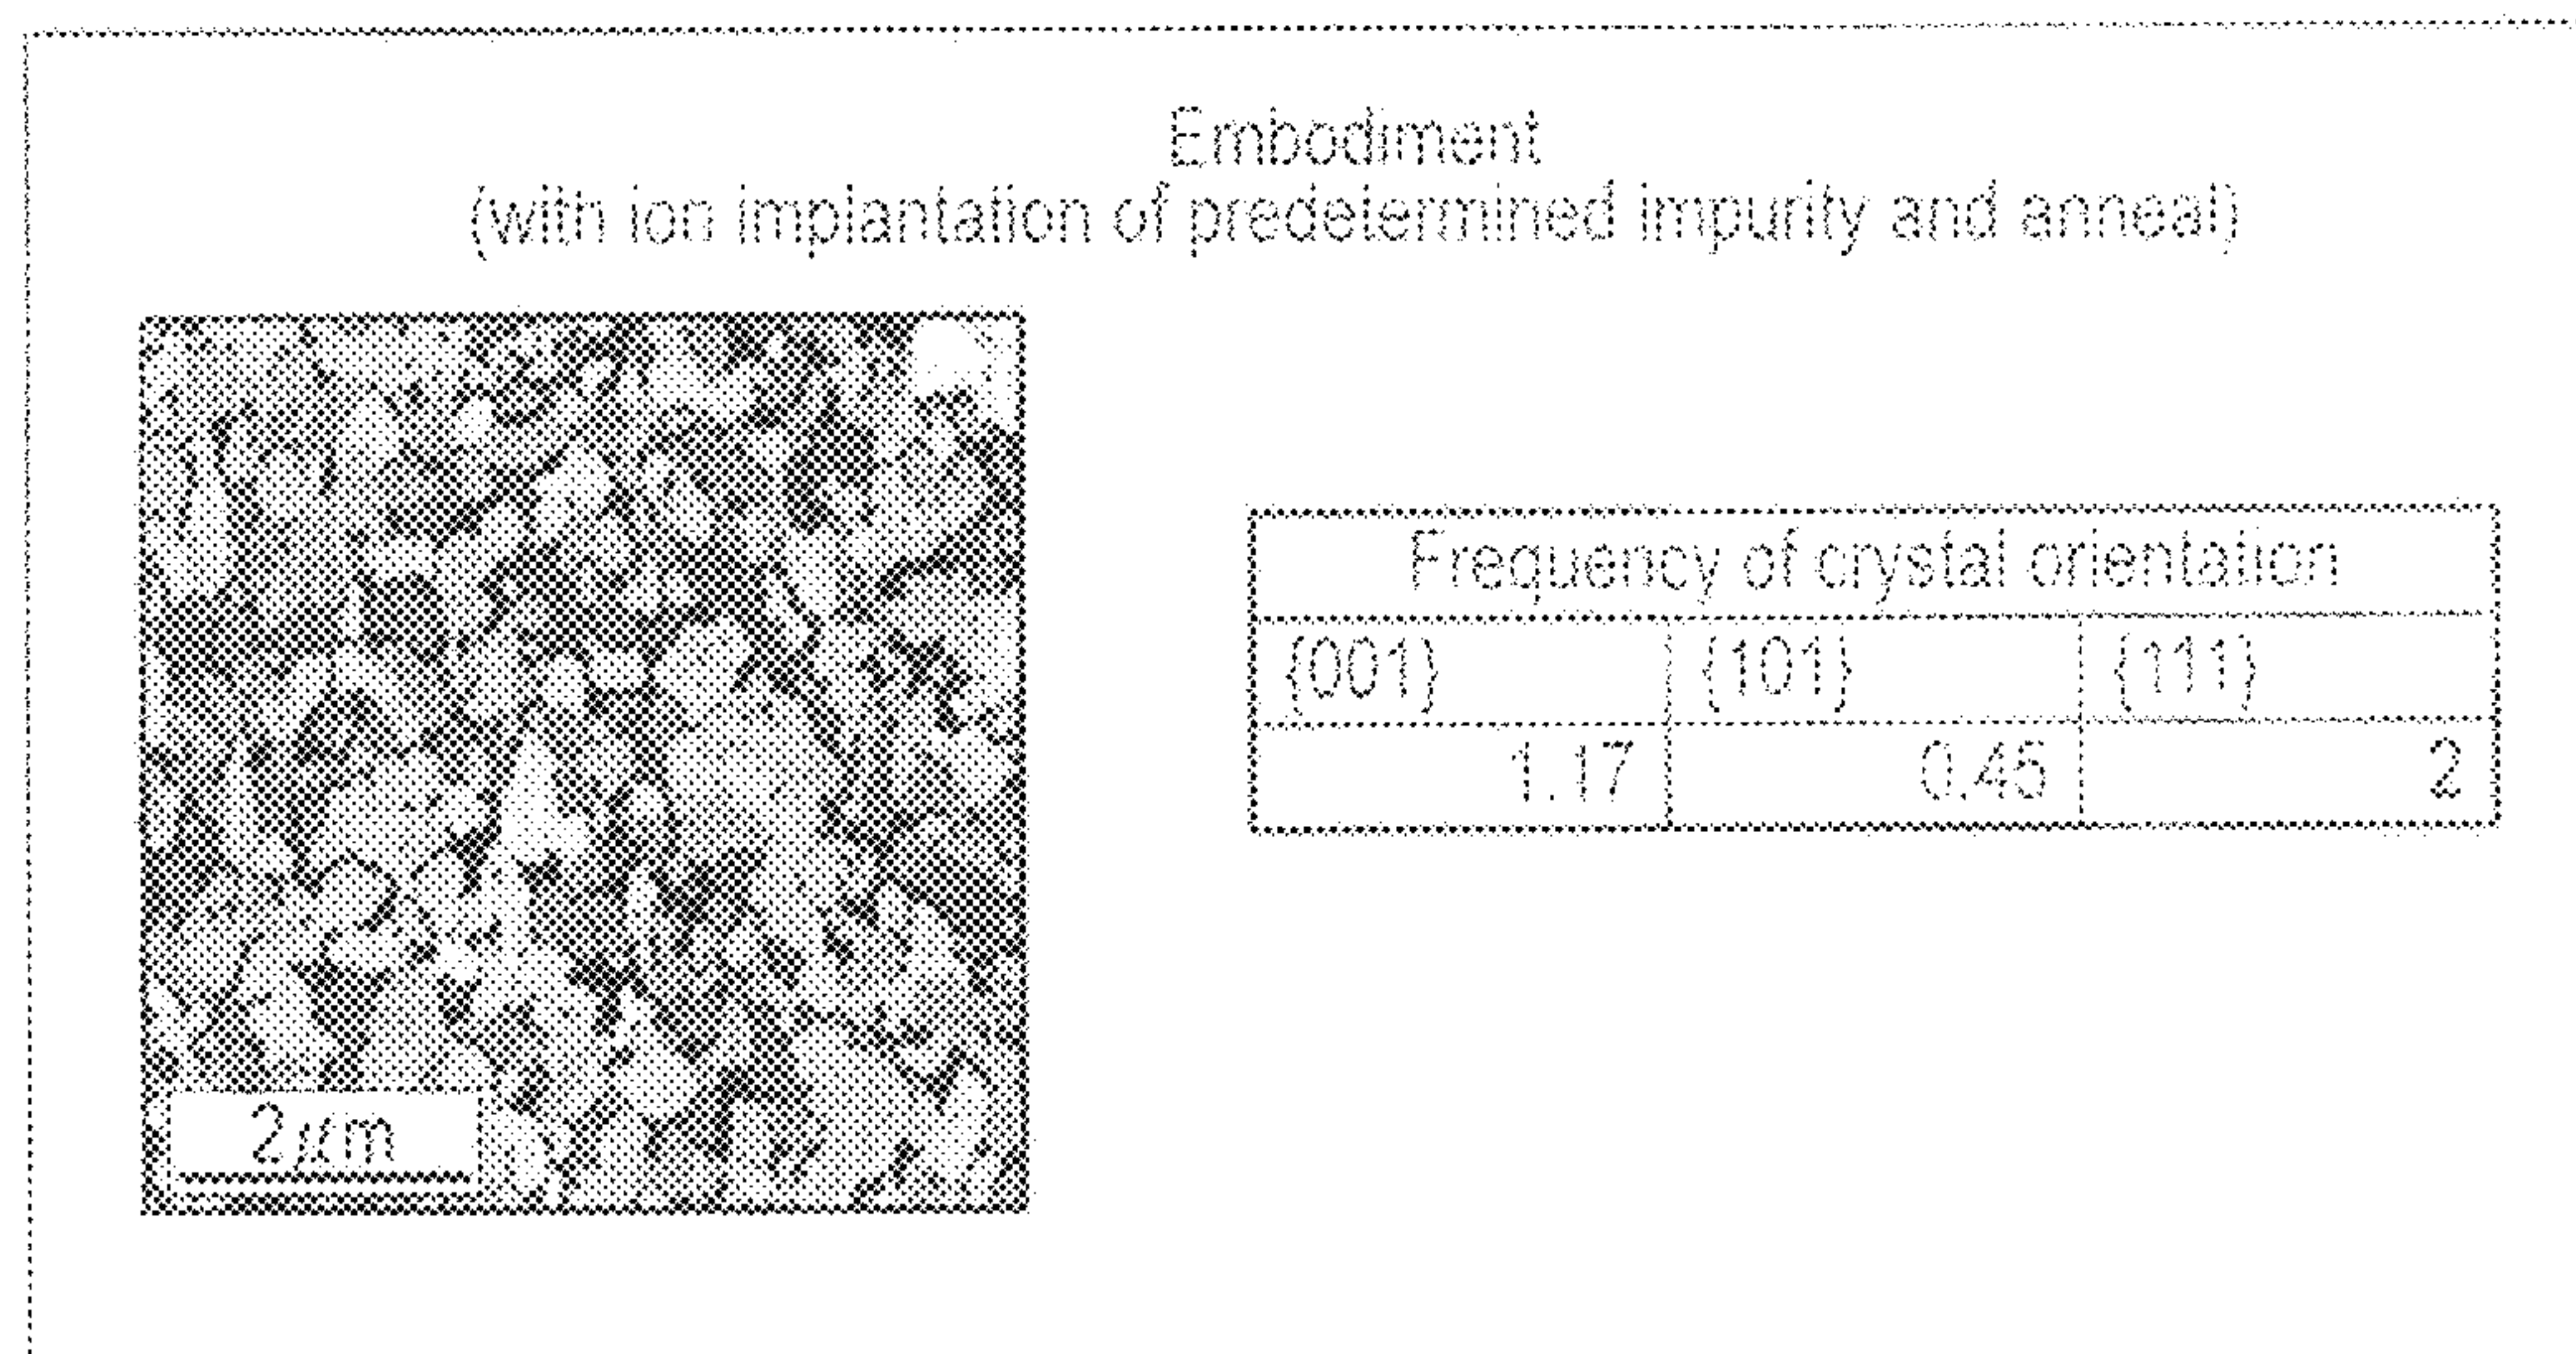 Embodiment
(with ion implantation of predetermined impurity and anneal)
Frequency of crystal orientation
{001} {101} {111}
1.17 0.45 2
2μm